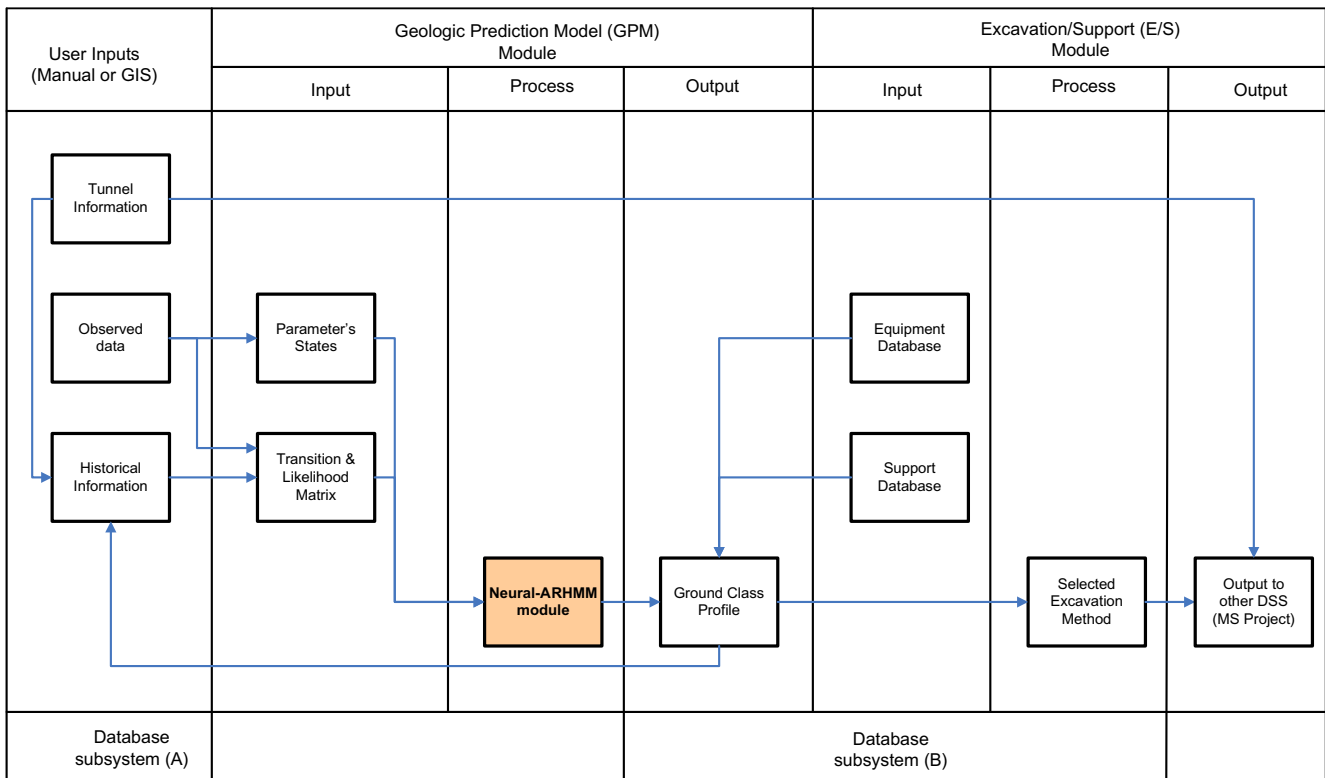 User Inputs
(Manual or GIS)
Geologic Prediction Model (GPM)
Module
Excavation/Support (E/S)
Module
Input
Process
Output
Input
Process
Output
Tunnel
Information
Observed
data
Parameter's
States
Equipment
Database
Historical
Information
Transition &
Likelihood
Matrix
Support
Database
Neural-ARHMM
module
Ground Class
Profile
Selected
Excavation
Method
Output to
other DSS
(MS Project)
Database
subsystem (A)
Database
subsystem (B)